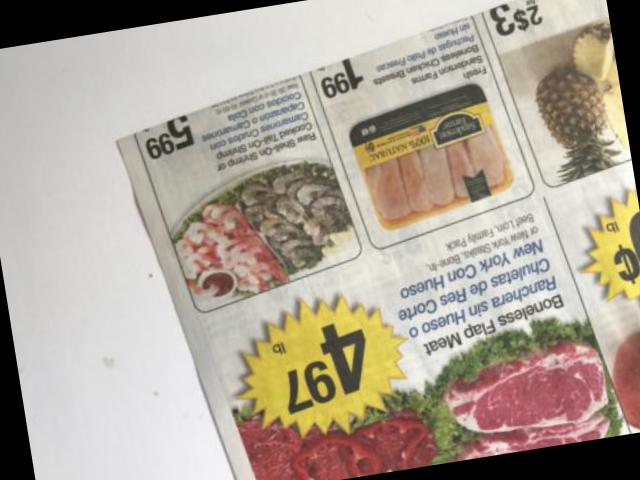 Boneless Flap Meat
Ranchera sin Hueso o
Chuletas de Res Corte
New York Con Hueso
or New York Steaks, Bone-In,
Beef Loin, Family Pack
497
lb
lb
¢
Fresh
Sanderson Farms
Boneless Chicken Breasts
Pechugas de Pollo Frescas
sin Hueso
199
Sanderson
Farms
100% NATURAL
Raw Shell-On Shrimp or
Cooked Tail-On Shrimp
Camarones Crudos con
Caparazón o Camarones
Cocidos con Cola
599
2$3